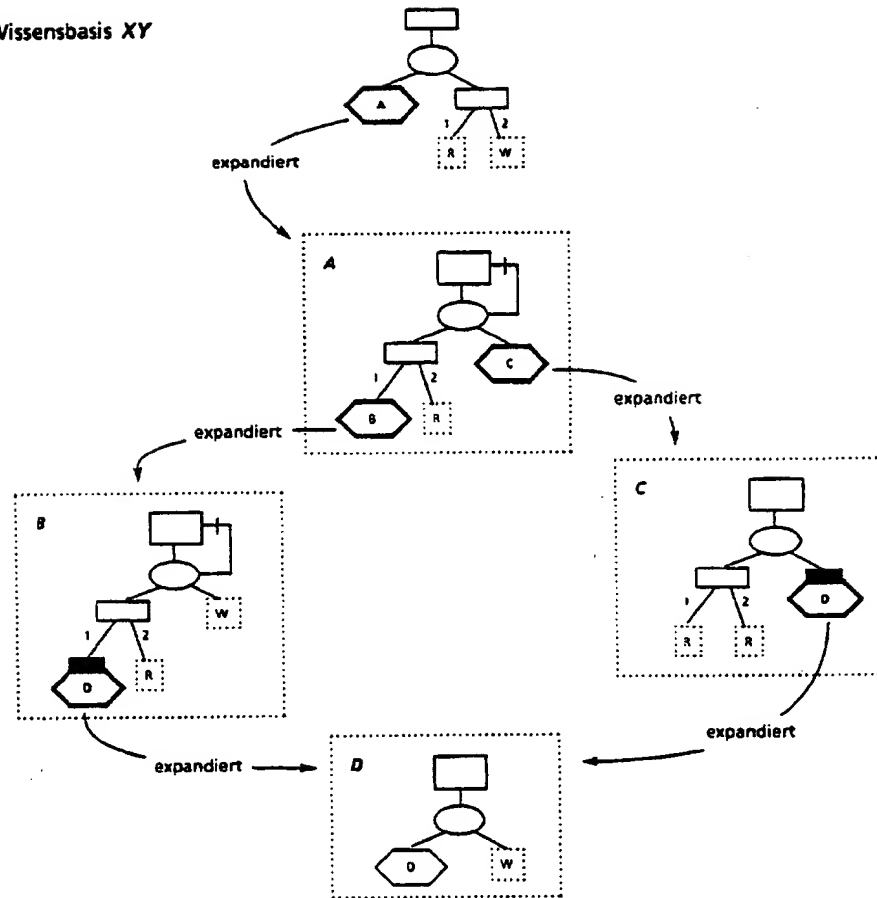 Wissensbasis XY
A
1 2
R W
expandiert
A
C
1 2
B R
expandiert
expandiert
B
W
1 2
D R
C
D
1 2
R R
expandiert
expandiert
D
D W